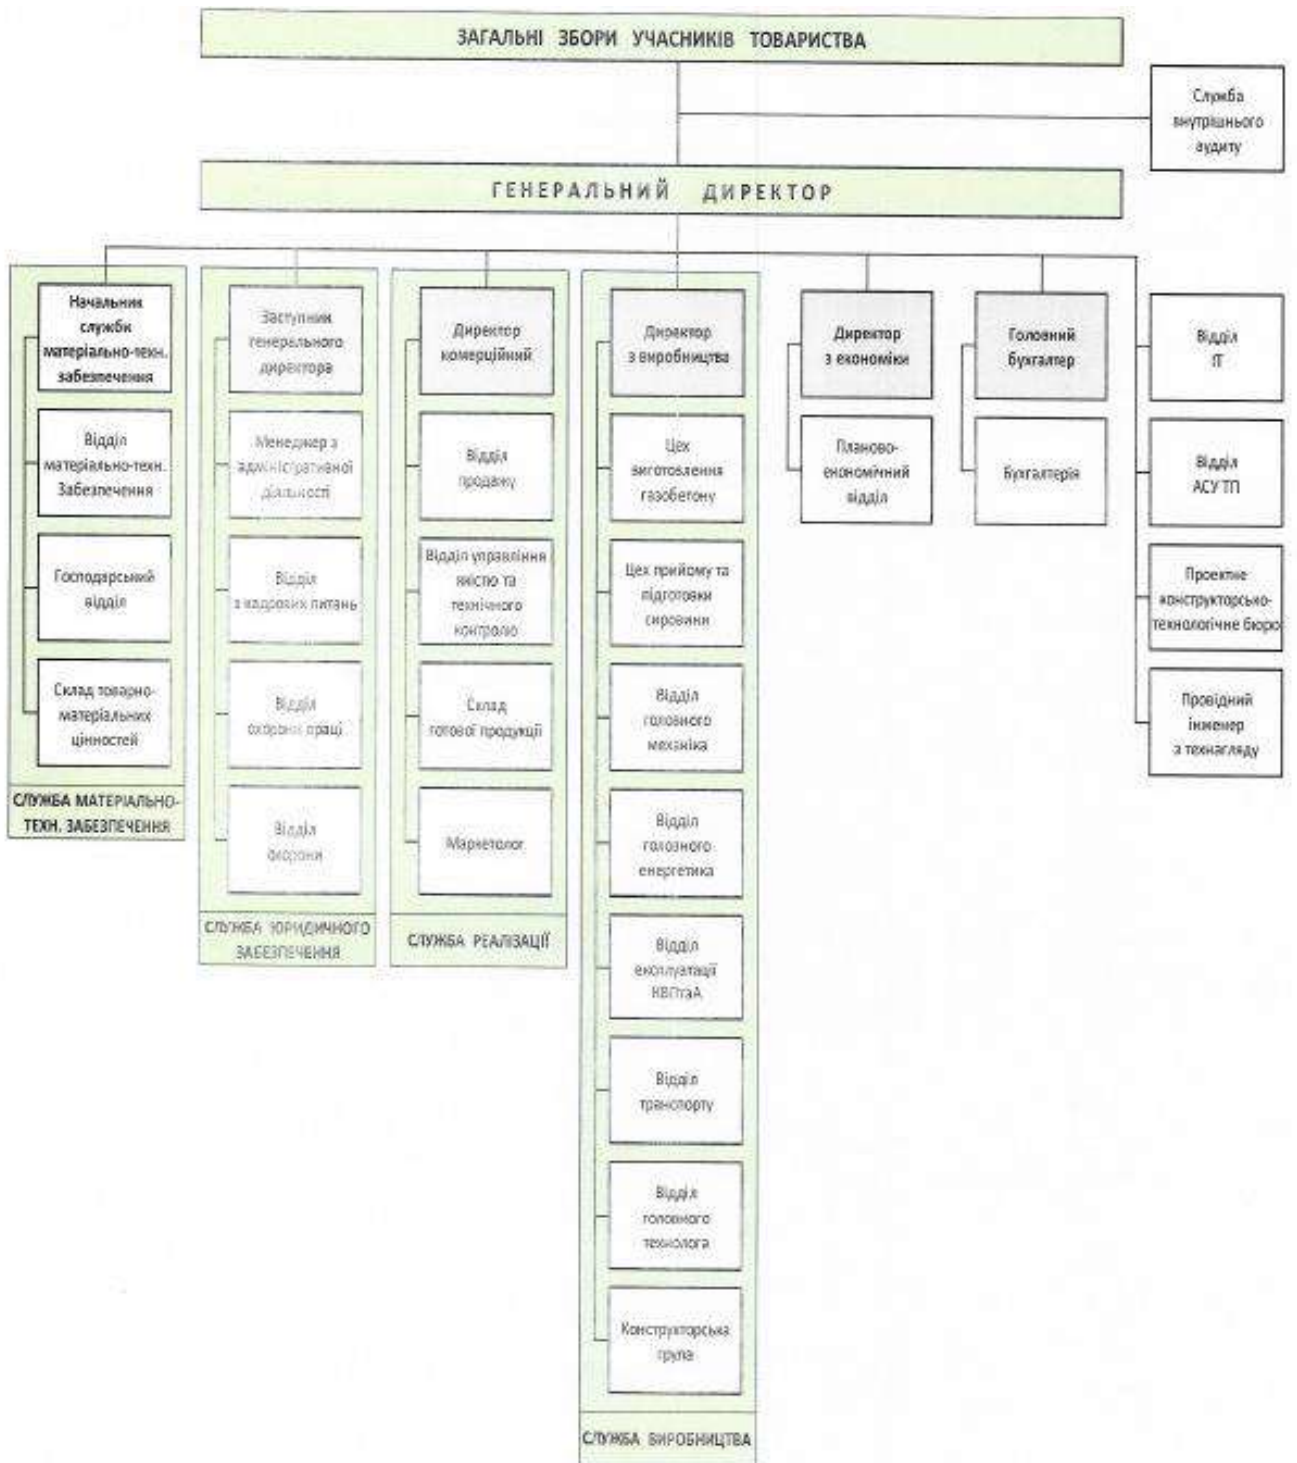 ЗАГАЛЬНІ ЗБОРИ УЧАСНИКІВ ТОВАРИСТВА
Служба
внутрішнього
аудиту
ГЕНЕРАЛЬНИЙ ДИРЕКТОР
Начальник
служби
матеріально-техн.
забезпечення
Відділ
матеріально-техн.
Забезпечення
Господарський
відділ
Склад товарно-
матеріальних
цінностей
СЛУЖБА МАТЕРІАЛЬНО-
ТЕХН. ЗАБЕЗПЕЧЕННЯ
Заступник
генерального
директора
Менеджер з
адміністративної
діяльності
Відділ
з кадрових питань
Відділ
охорони праці
Відділ
охорони
СЛУЖБА ЮРИДИЧНОГО
ЗАБЕЗПЕЧЕННЯ
Директор
комерційний
Відділ
продажу
Відділ управління
якістю та
технічного
контролю
Склад
готової продукції
Маркетолог
СЛУЖБА РЕАЛІЗАЦІЇ
Директор
з виробництва
Цех
виготовлення
газобетону
Цех прийому та
підготовки
сировини
Відділ
головного
механіка
Відділ
головного
енергетика
Відділ
експлуатації
КВПтаА
Відділ
транспорту
Відділ
головного
технолога
Конструкторська
група
СЛУЖБА ВИРОБНИЦТВА
Директор
з економіки
Планово-
економічний
відділ
Головний
бухгалтер
Бухгалтерія
Відділ
ІТ
Відділ
АСУ ТП
Проектне
конструкторсько-
технологічне бюро
Провідний
інженер
з технагляду